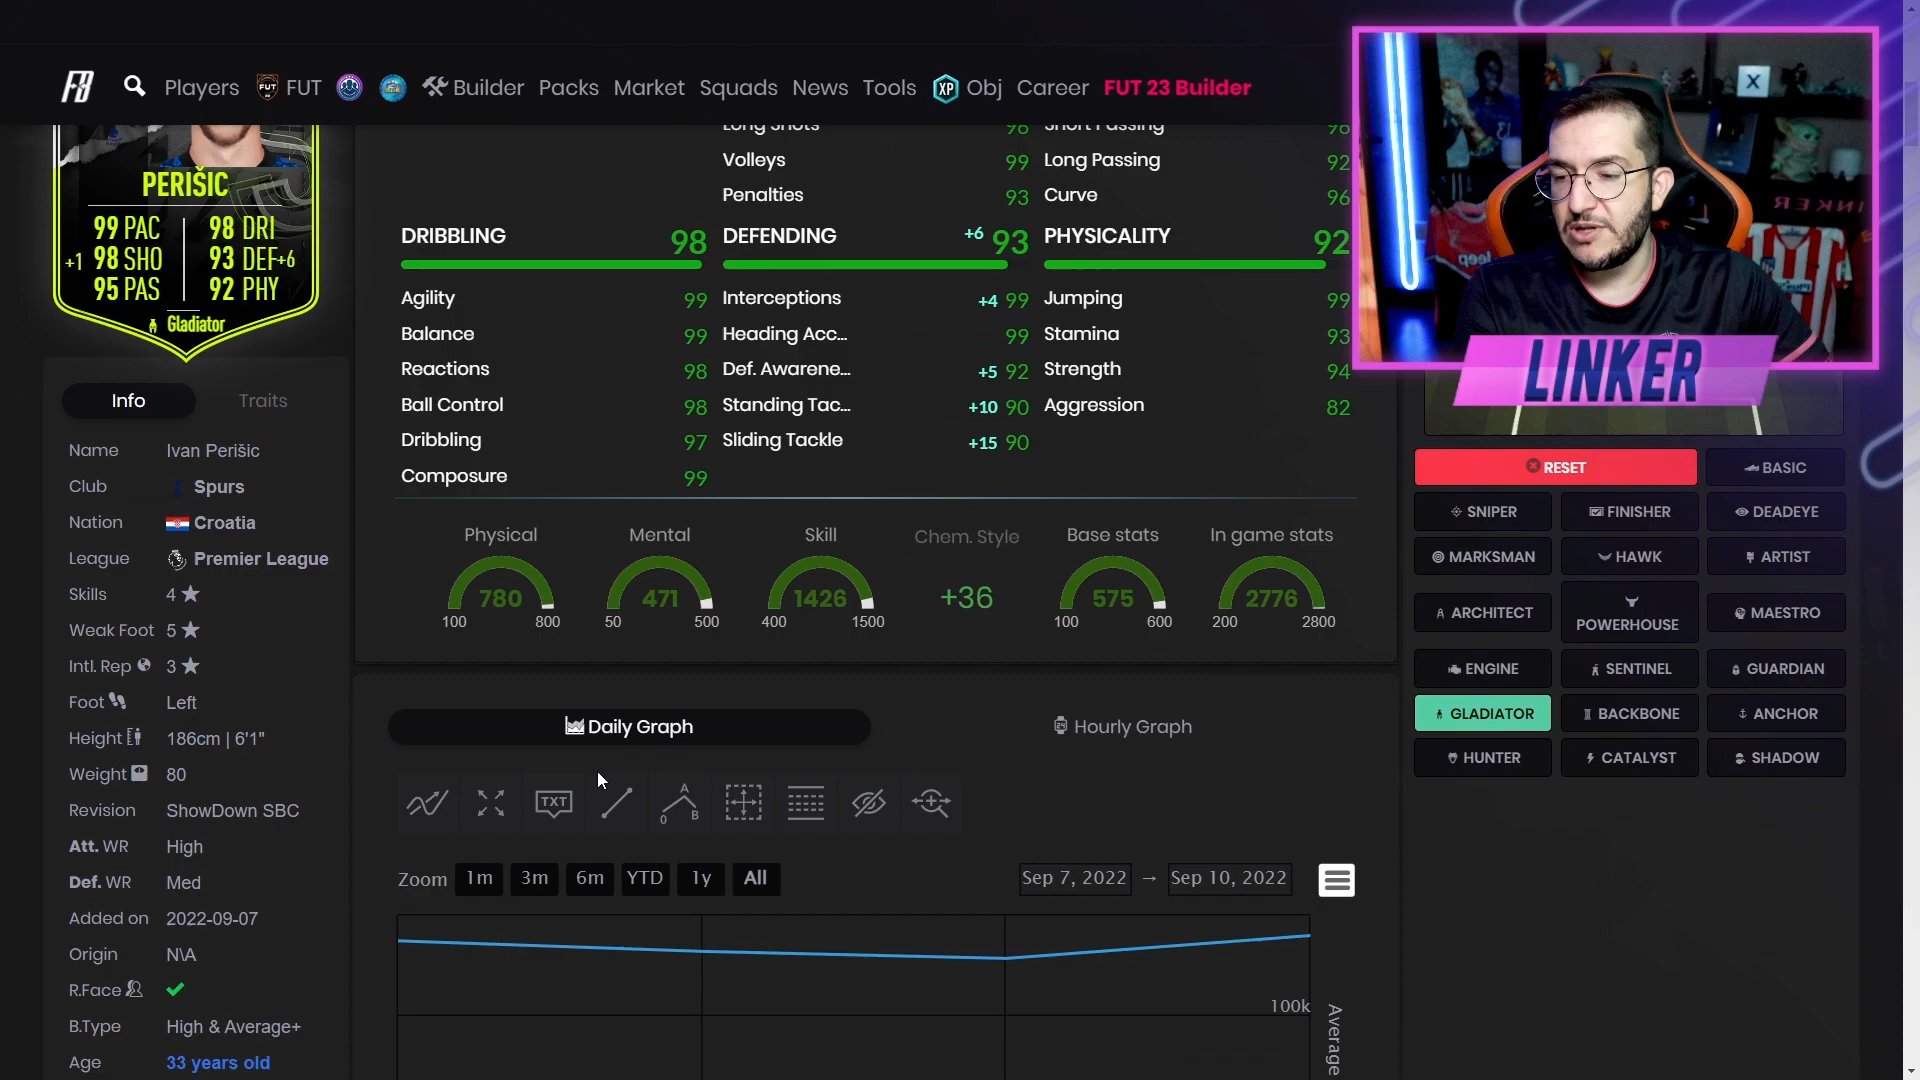 Players FUT Builder Packs Market Squads News Tools XP Obj Career FUT 23 Builder
X
Long Shots 98 Short Passing 98
Volleys 99 Long Passing 92
Penalties 93 Curve 96
PERIŠIĆ
99 PAC 98 DRI
+1 98 SHO 93 DEF+6
95 PAS 92 PHY
Gladiator
DRIBBLING 98 DEFENDING +6 93 PHYSICALITY 92
Agility 99 Interceptions +4 99 Jumping 99
Balance 99 Heading Acc... 99 Stamina 93
Reactions 98 Def. Awarene... +5 92 Strength 94
Ball Control 98 Standing Tac... +10 90 Aggression 82
Dribbling 97 Sliding Tackle +15 90
Composure 99
LINKER
Info Traits
Name Ivan Perišic
Club Spurs
Nation Croatia
League Premier League
Skills 4
Weak Foot 5
Intl. Rep 3
Foot Left
Height 186cm | 6'1"
Weight 80
Revision ShowDown SBC
Att. WR High
Def. WR Med
Added on 2022-09-07
Origin N\A
R.Face
B.Type High & Average+
Age 33 years old
Physical Mental Skill Chem. Style Base stats In game stats
780 471 1426 +36 575 2776
100 800 50 500 400 1500 100 600 200 2800
RESET BASIC
SNIPER FINISHER DEADEYE
MARKSMAN HAWK ARTIST
ARCHITECT POWERHOUSE MAESTRO
ENGINE SENTINEL GUARDIAN
GLADIATOR BACKBONE ANCHOR
HUNTER CATALYST SHADOW
Daily Graph Hourly Graph
TXT A 0 B
Zoom 1m 3m 6m YTD 1y All Sep 7, 2022 → Sep 10, 2022
100k
Average